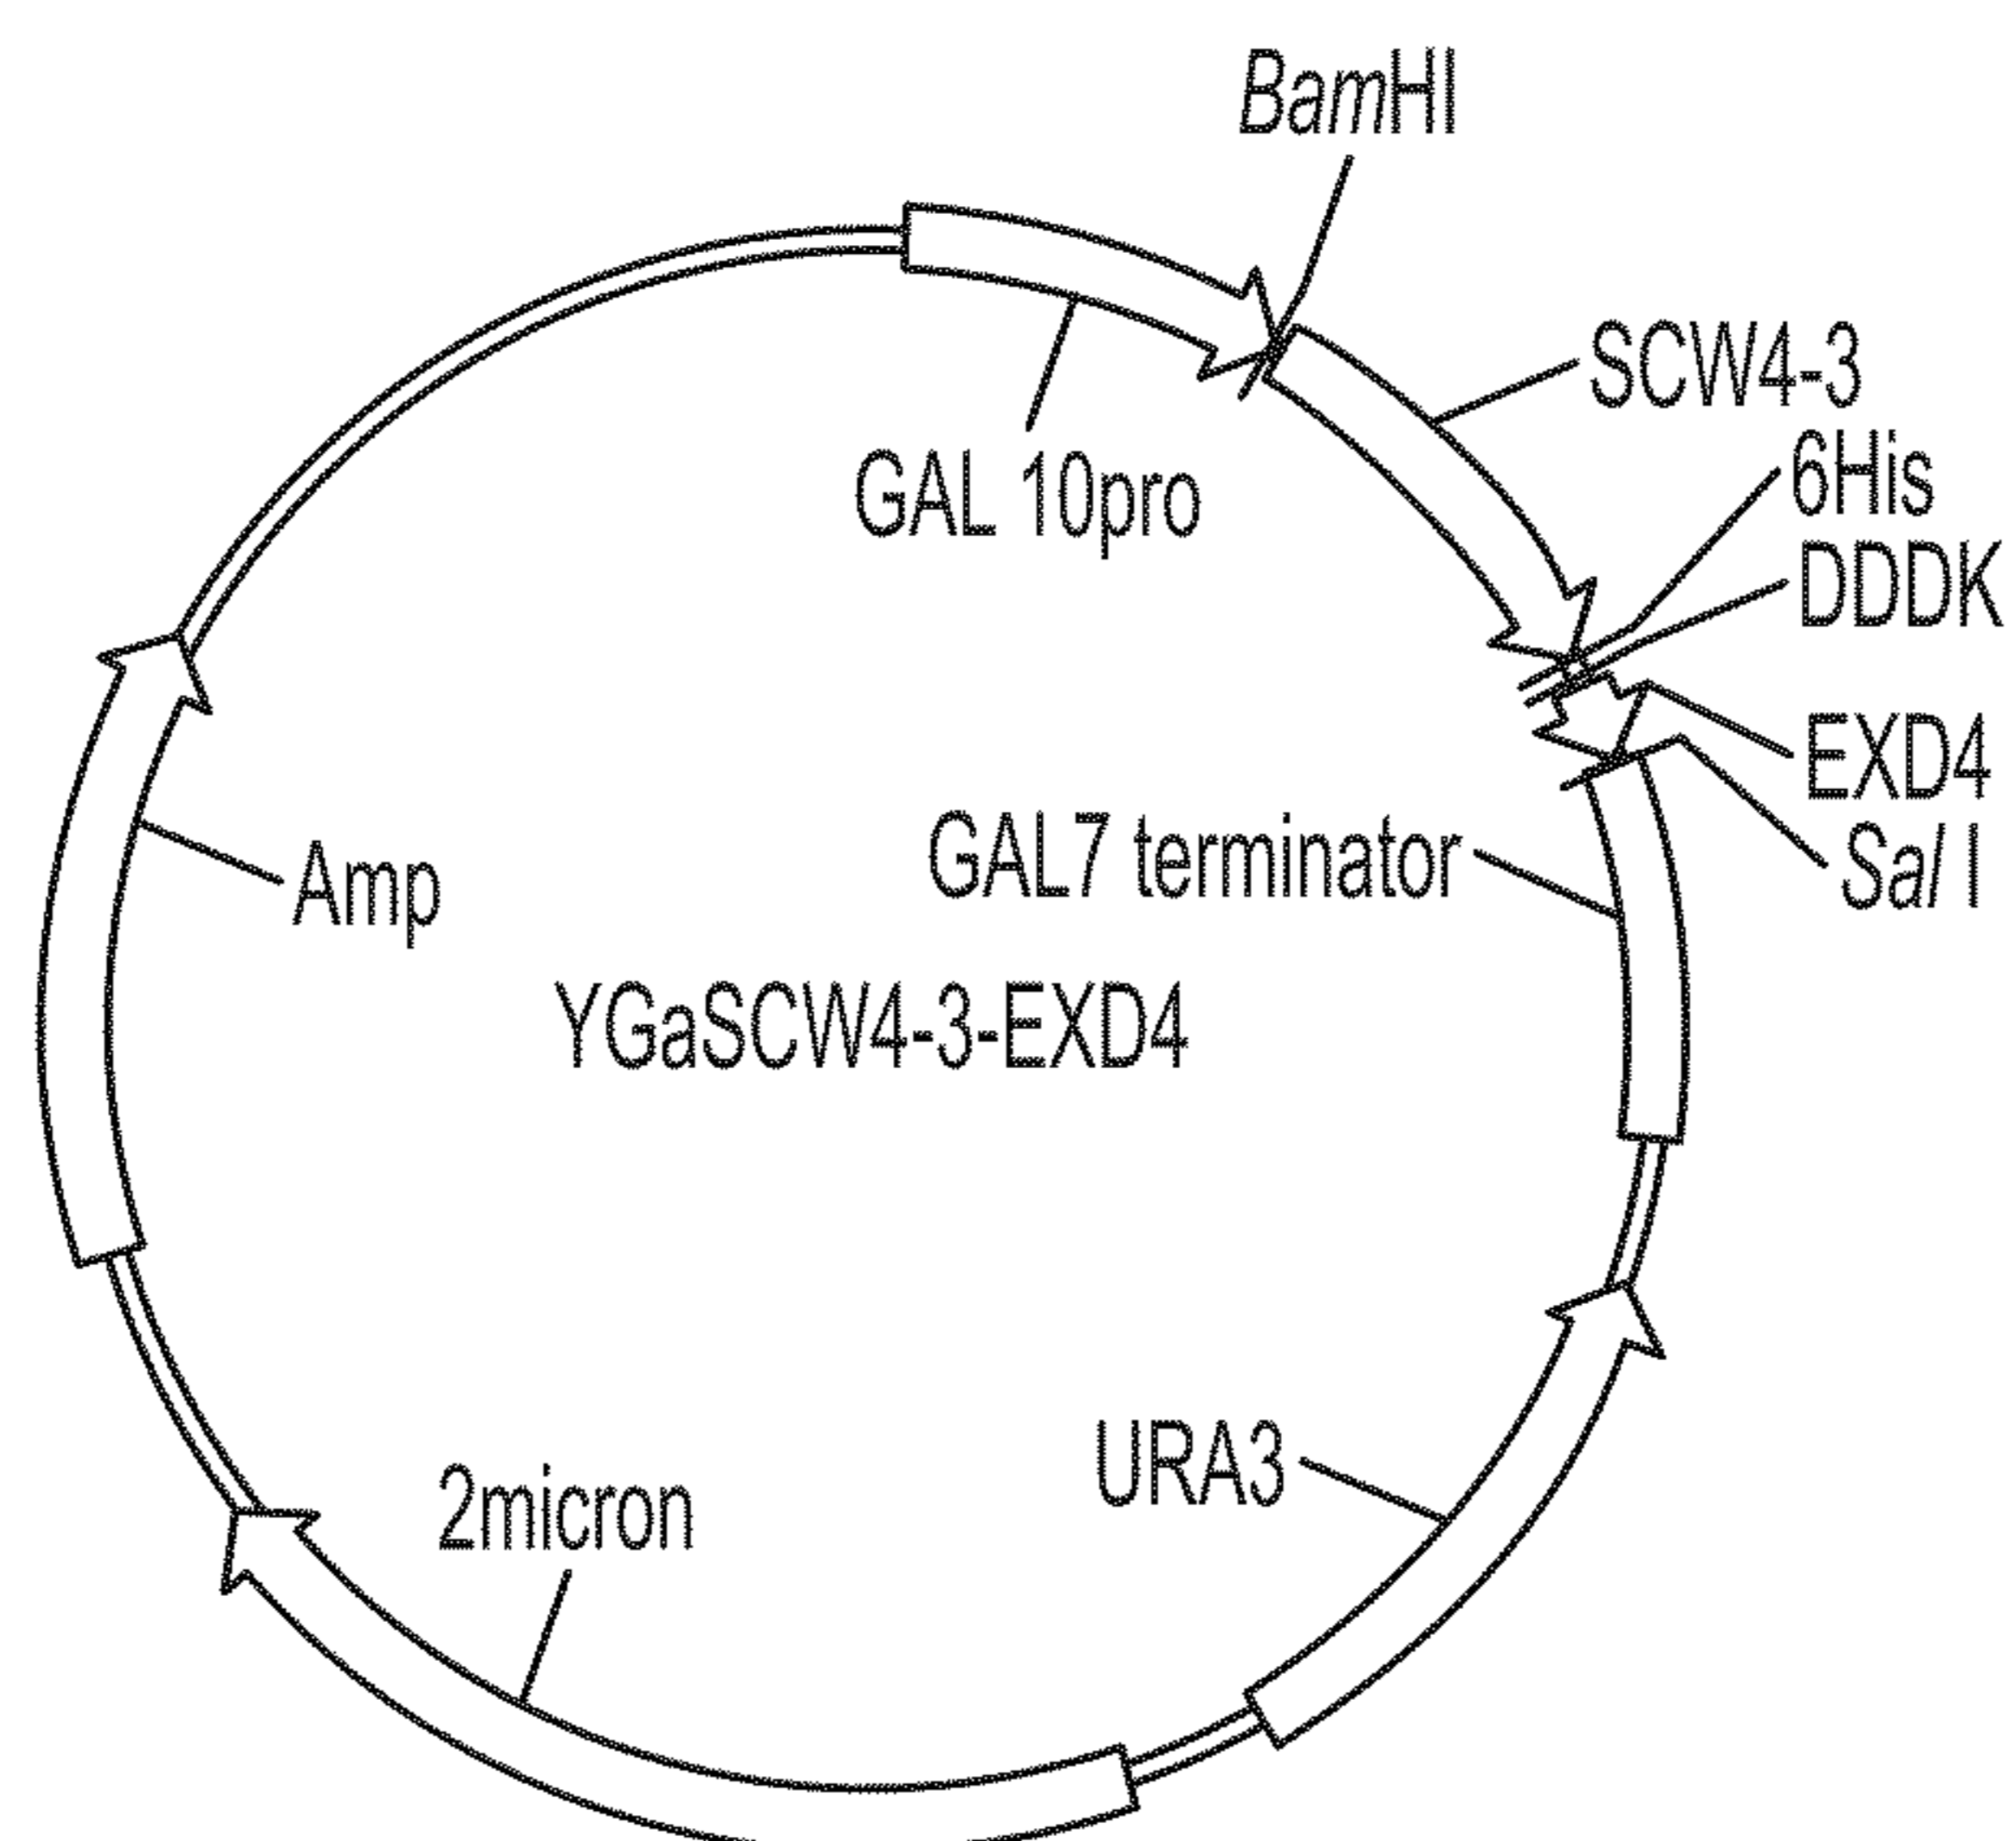 BamHI
SCW4-3
6His
DDDK
GAL 10pro
EXD4
GAL7 terminator
Sal I
Amp
YGaSCW4-3-EXD4
URA3
2micron